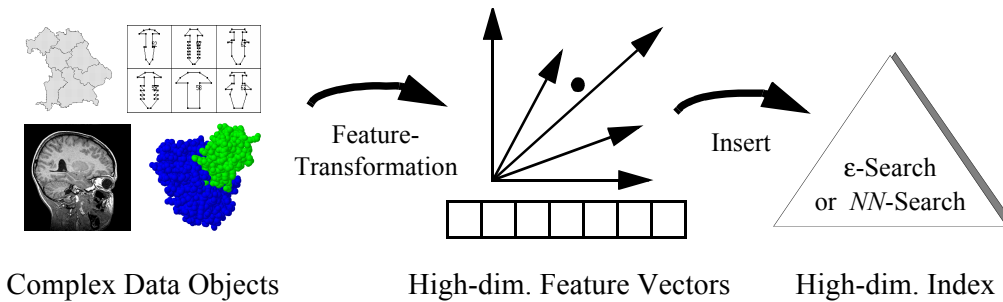 Feature-
Transformation
Insert
ε-Search
or NN-Search
Complex Data Objects
High-dim. Feature Vectors
High-dim. Index